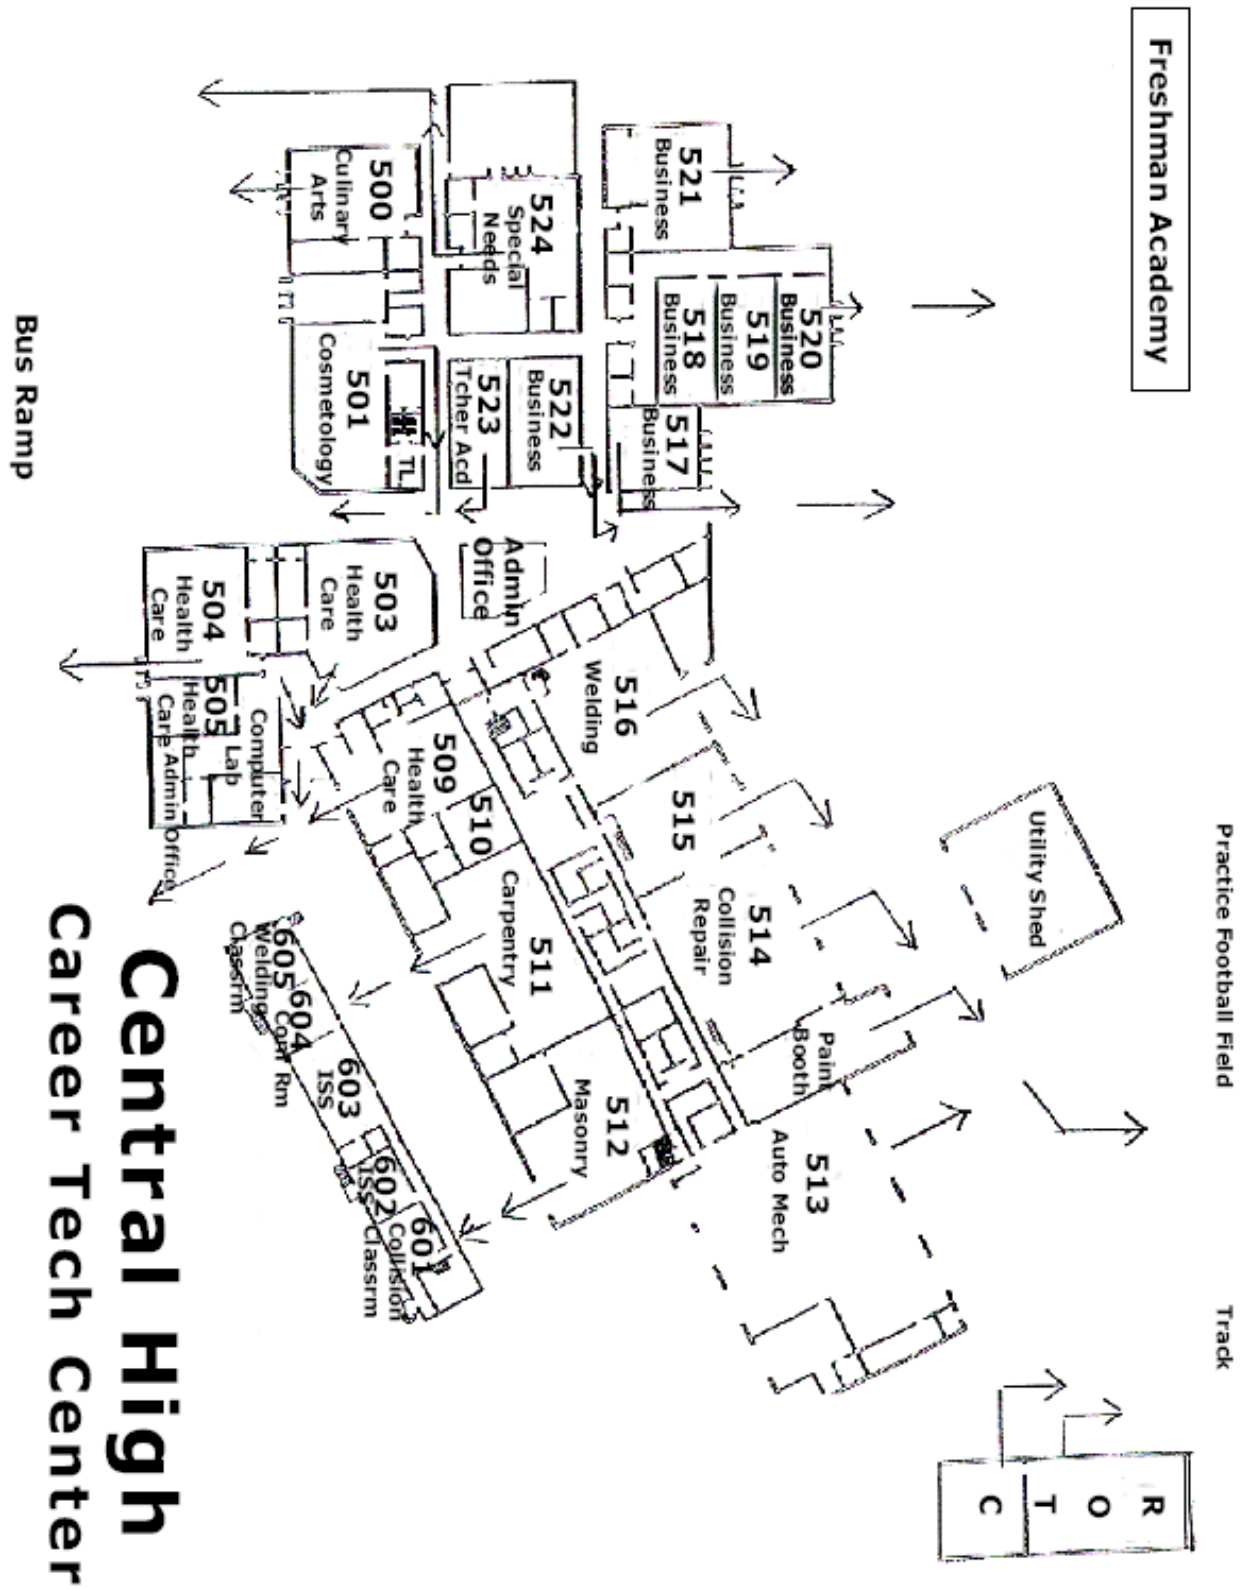 Freshman Academy
Practice Football Field
Track
521
Business
520
Business
519
Business
518
Business
517
Business
524
Special
Needs
522
Business
523
Tcher Acd
500
Culinary
Arts
501
Cosmetology
TL
Bus Ramp
Admin
Office
503
Health
Care
504
Health
Care
505
Health
Care
Computer
Lab
Admin Office
516
Welding
515
514
Collision
Repair
Paint
Booth
513
Auto Mech
Utility Shed
509
Health
Care
510
511
Carpentry
512
Masonry
605
Welding
Classrm
604
Conf Rm
603
ISS
602
ISS
601
Collision
Classrm
R
O
T
C
Central High
Career Tech Center